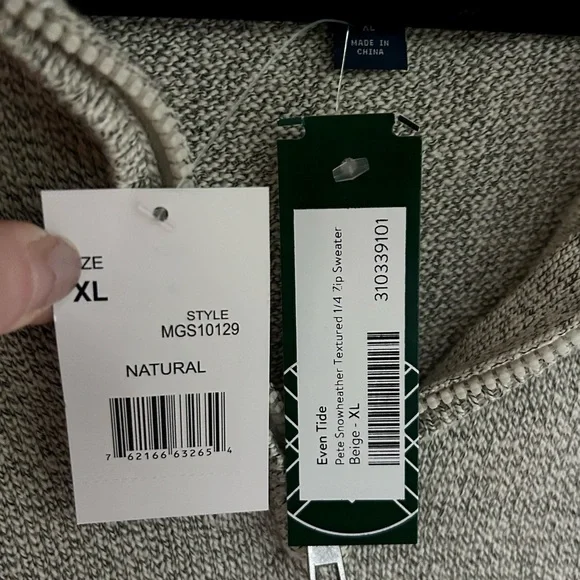 XL
MADE IN
CHINA
ZE
XL
STYLE
MGS10129
NATURAL
7 62166 63265 4
Even Tide
Pete Snowheather Textured 1/4 Zip Sweater
Beige - XL
310339101